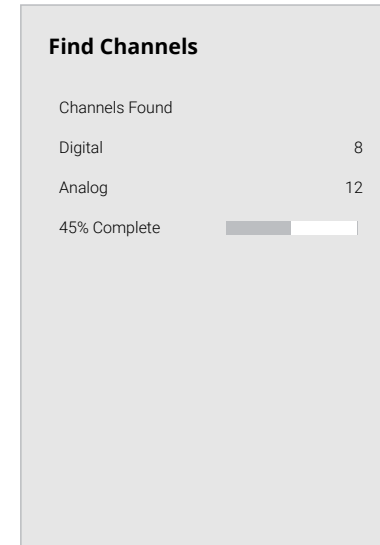 Find Channels
Channels Found
Digital 8
Analog 12
45% Complete